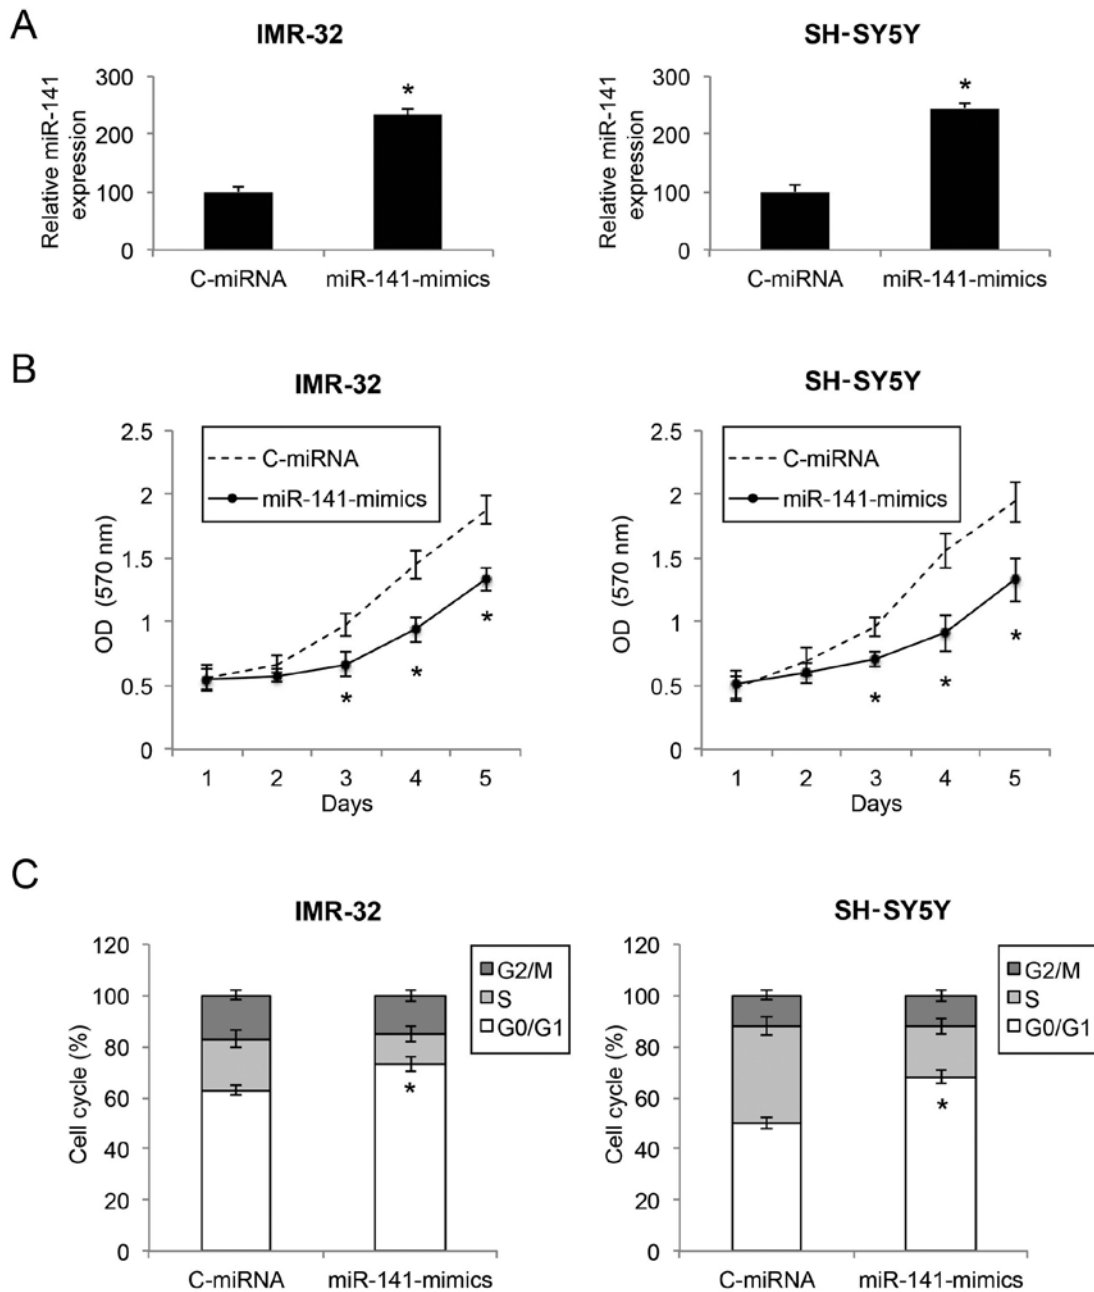 A
IMR-32
SH-SY5Y
Relative miR-141
expression
300
200
100
0
*
C-miRNA
miR-141-mimics
Relative miR-141
expression
300
200
100
0
*
C-miRNA
miR-141-mimics
B
IMR-32
SH-SY5Y
OD (570 nm)
2.5
2
1.5
1
0.5
0
C-miRNA
miR-141-mimics
* * *
1 2 3 4 5
Days
OD (570 nm)
2.5
2
1.5
1
0.5
0
C-miRNA
miR-141-mimics
* * *
1 2 3 4 5
Days
C
IMR-32
SH-SY5Y
Cell cycle (%)
120
100
80
60
40
20
0
G2/M
S
G0/G1
*
C-miRNA
miR-141-mimics
Cell cycle (%)
120
100
80
60
40
20
0
G2/M
S
G0/G1
*
C-miRNA
miR-141-mimics